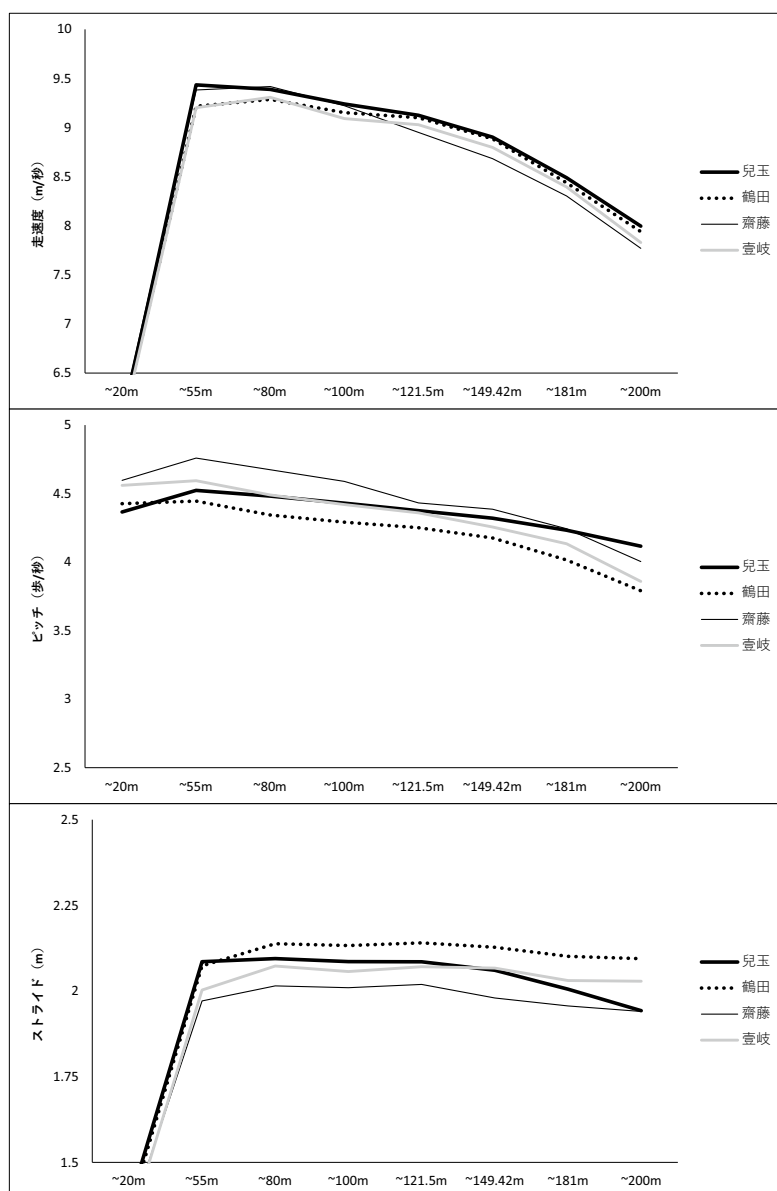 10
9.5
9
8.5
8
7.5
7
6.5
走速度（m/秒）
~20m ~55m ~80m ~100m ~121.5m ~149.42m ~181m ~200m
兒玉
鶴田
齋藤
壹岐
5
4.5
4
3.5
3
2.5
ピッチ（歩/秒）
~20m ~55m ~80m ~100m ~121.5m ~149.42m ~181m ~200m
兒玉
鶴田
齋藤
壹岐
2.5
2.25
2
1.75
1.5
ストライド（m）
~20m ~55m ~80m ~100m ~121.5m ~149.42m ~181m ~200m
兒玉
鶴田
齋藤
壹岐